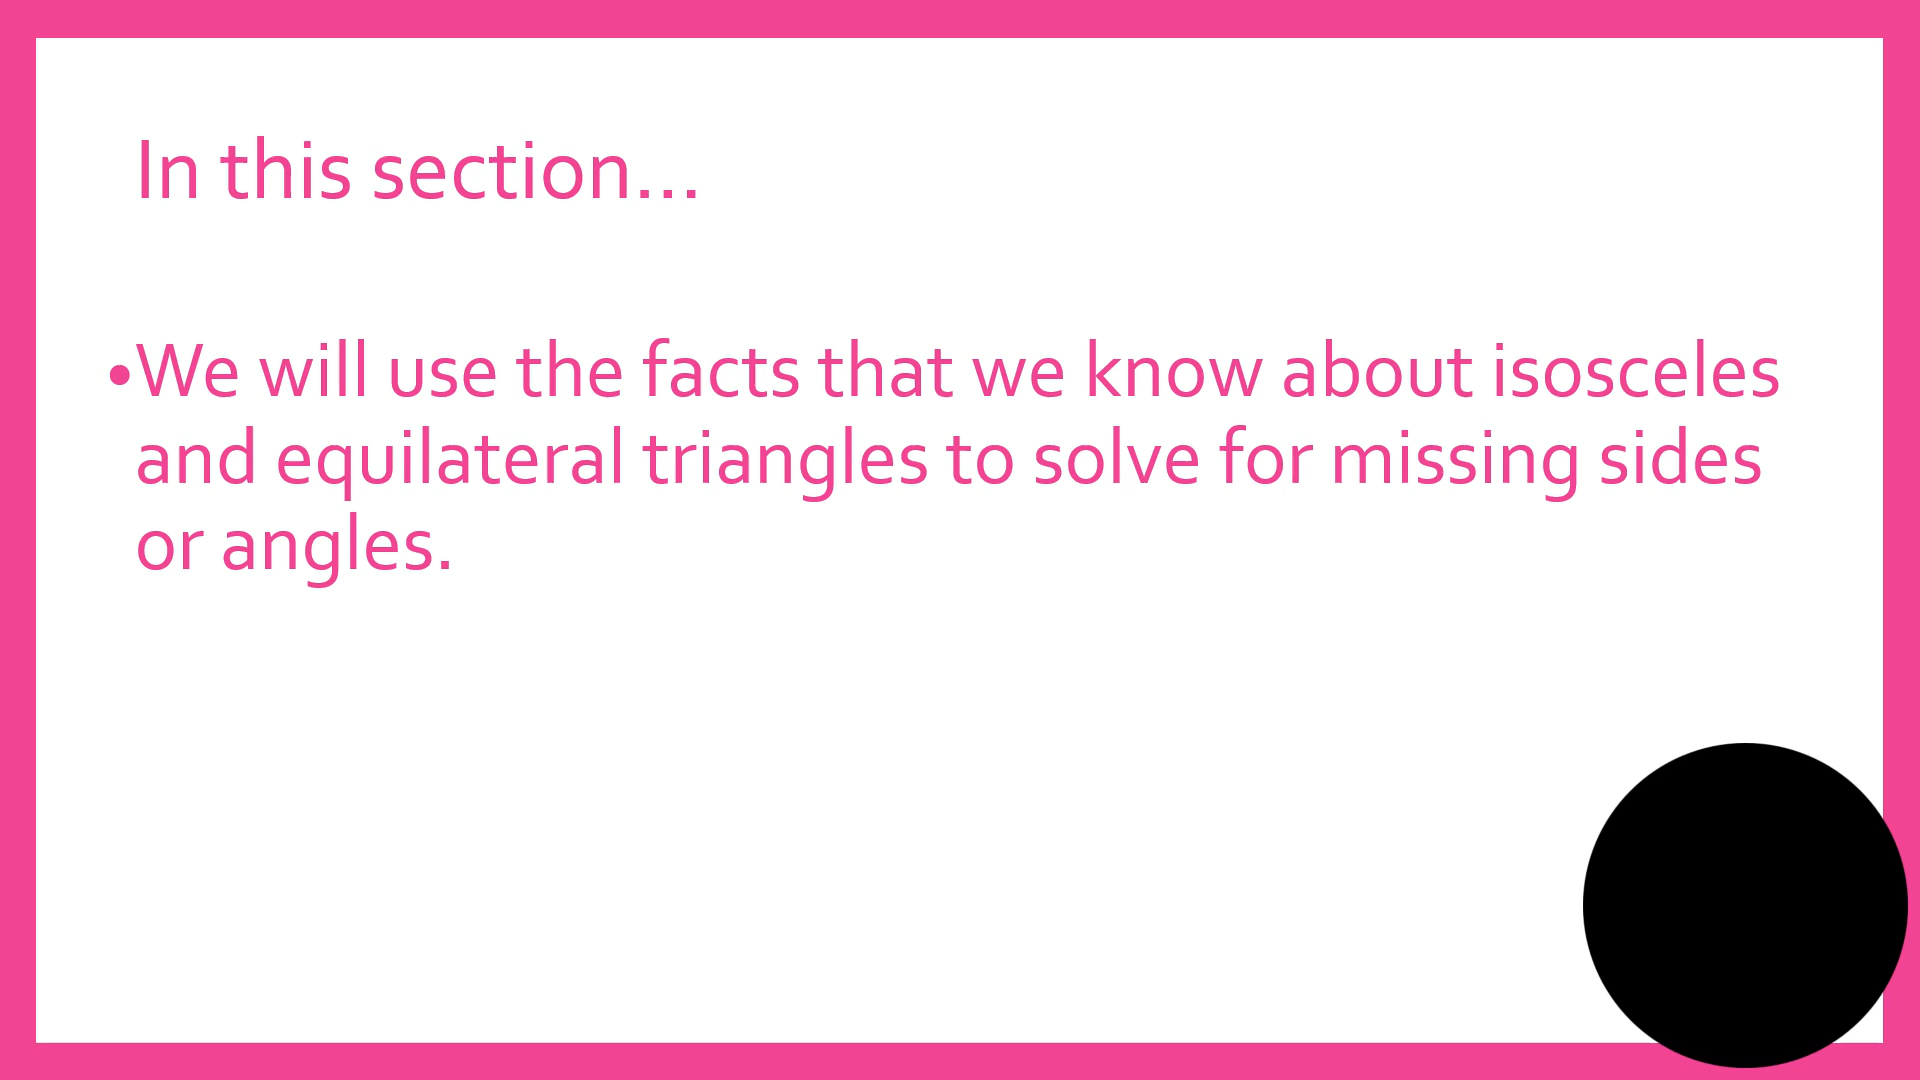 In this section…
•We will use the facts that we know about isosceles
and equilateral triangles to solve for missing sides
or angles.